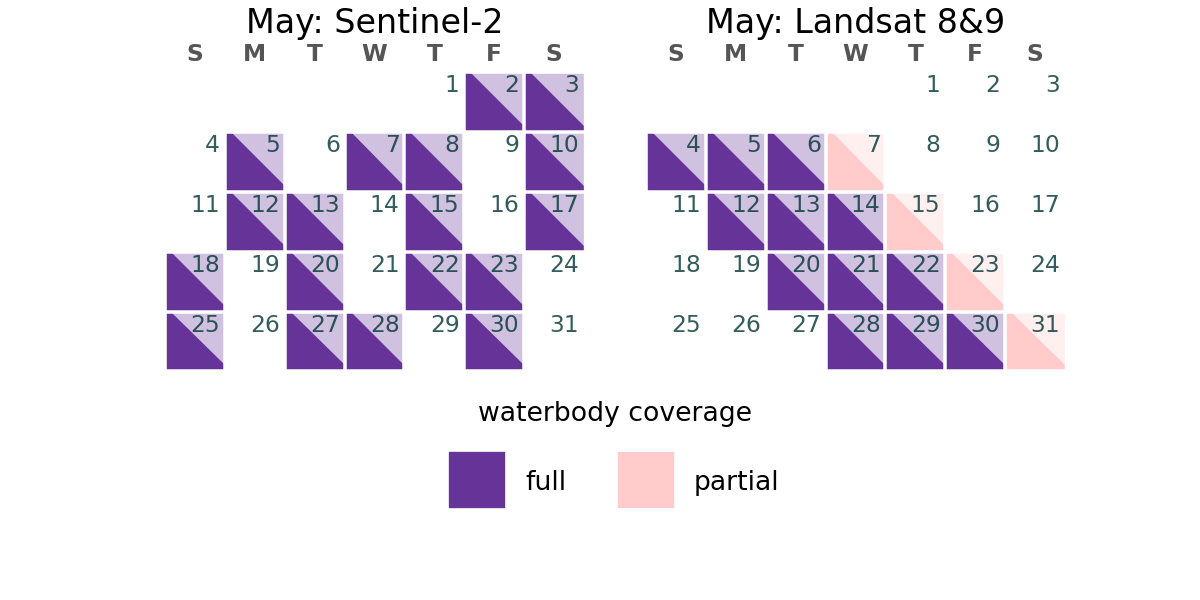 May: Sentinel-2
S M T W T F S
1 2 3
4 5 6 7 8 9 10
11 12 13 14 15 16 17
18 19 20 21 22 23 24
25 26 27 28 29 30 31
May: Landsat 8&9
S M T W T F S
1 2 3
4 5 6 7 8 9 10
11 12 13 14 15 16 17
18 19 20 21 22 23 24
25 26 27 28 29 30 31
waterbody coverage
full partial